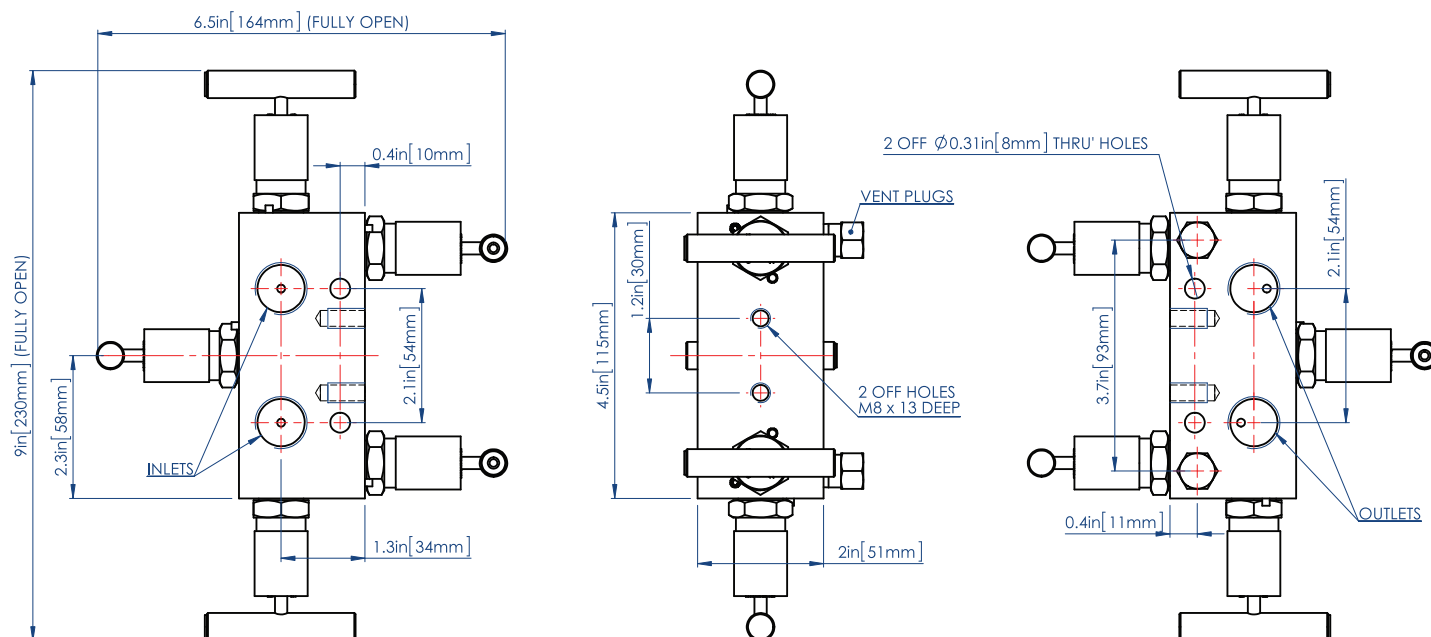 6.5in[164mm] (FULLY OPEN)
0.4in[10mm]
9in[230mm] (FULLY OPEN)
2.3in[58mm]
2.1in[54mm]
INLETS
1.3in[34mm]
VENT PLUGS
1.2in[30mm]
4.5in[115mm]
2 OFF HOLES
M8 x 13 DEEP
2in[51mm]
2 OFF Ø0.31in[8mm] THRU' HOLES
2.1in[54mm]
3.7in[93mm]
0.4in[11mm]
OUTLETS